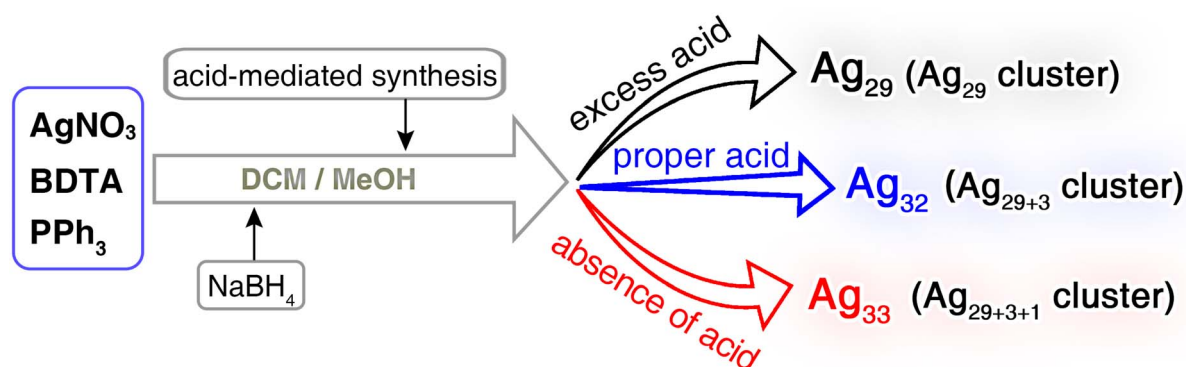 AgNO₃
BDTA
PPh₃
acid-mediated synthesis
DCM / MeOH
NaBH₄
excess acid
Ag₂₉ (Ag₂₉ cluster)
proper acid
Ag₃₂ (Ag₂₉₊₃ cluster)
absence of acid
Ag₃₃ (Ag₂₉₊₃₊₁ cluster)